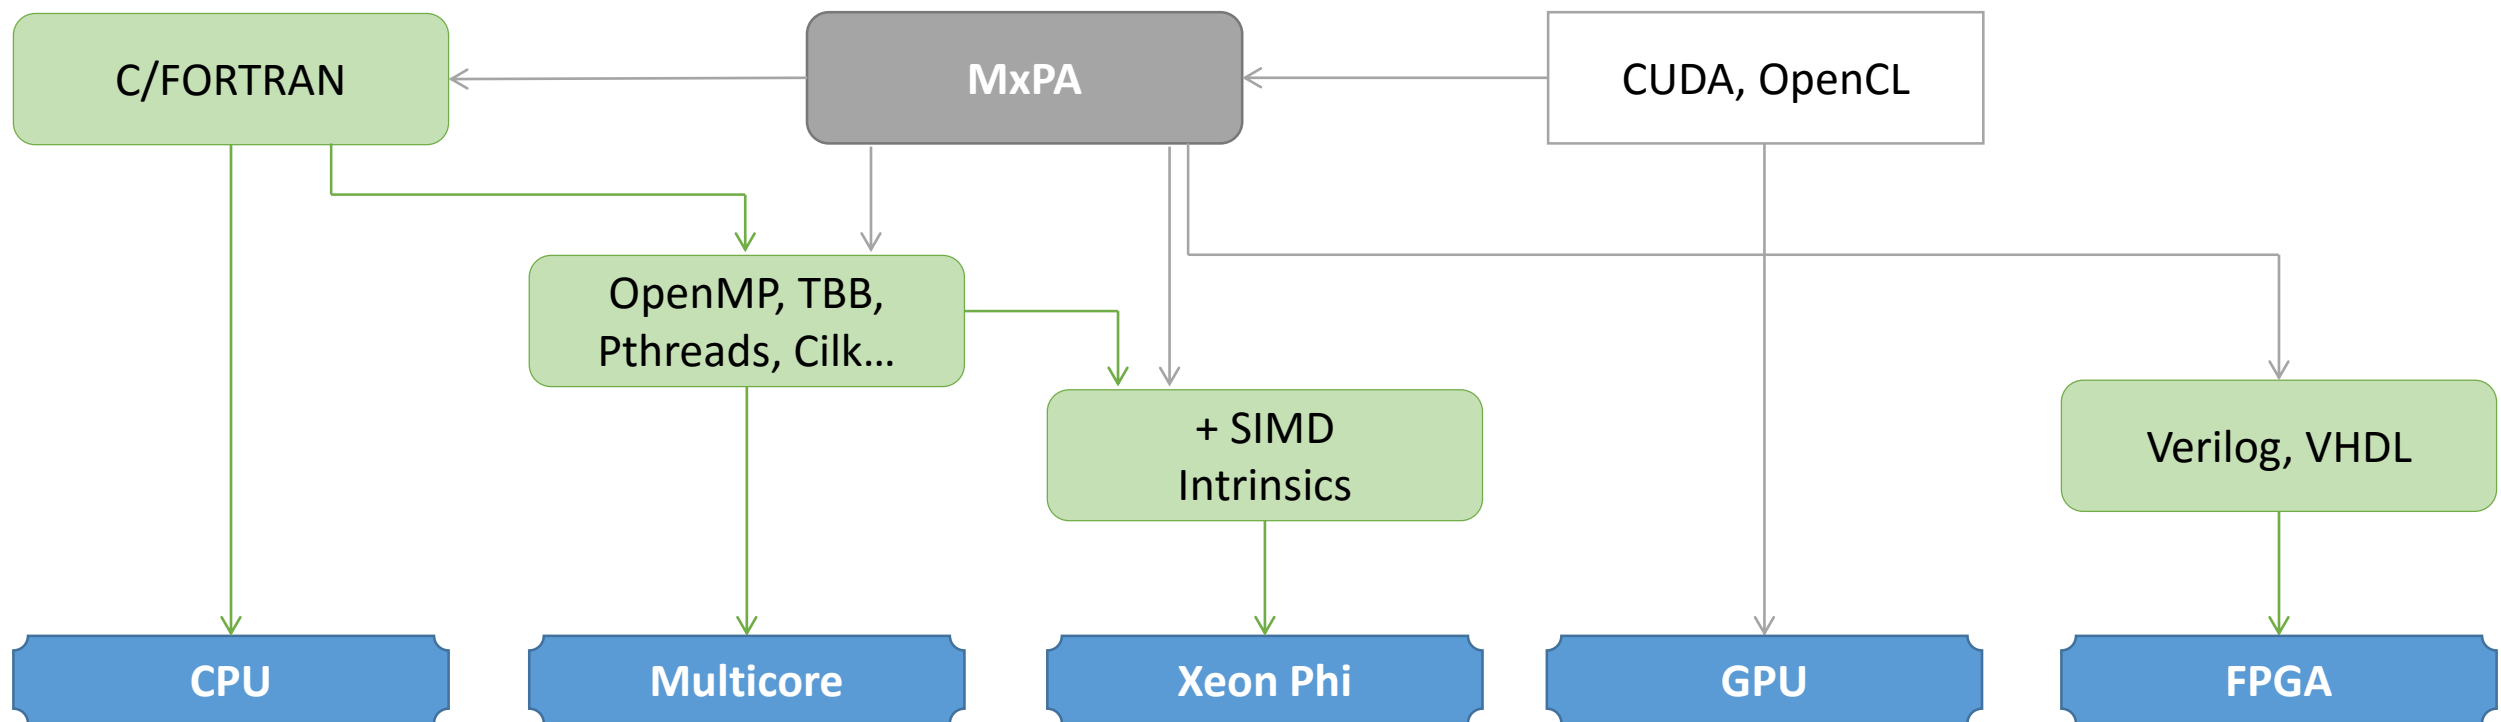 C/FORTRAN
MxPA
CUDA, OpenCL
OpenMP, TBB,
Pthreads, Cilk...
+ SIMD
Intrinsics
Verilog, VHDL
CPU
Multicore
Xeon Phi
GPU
FPGA